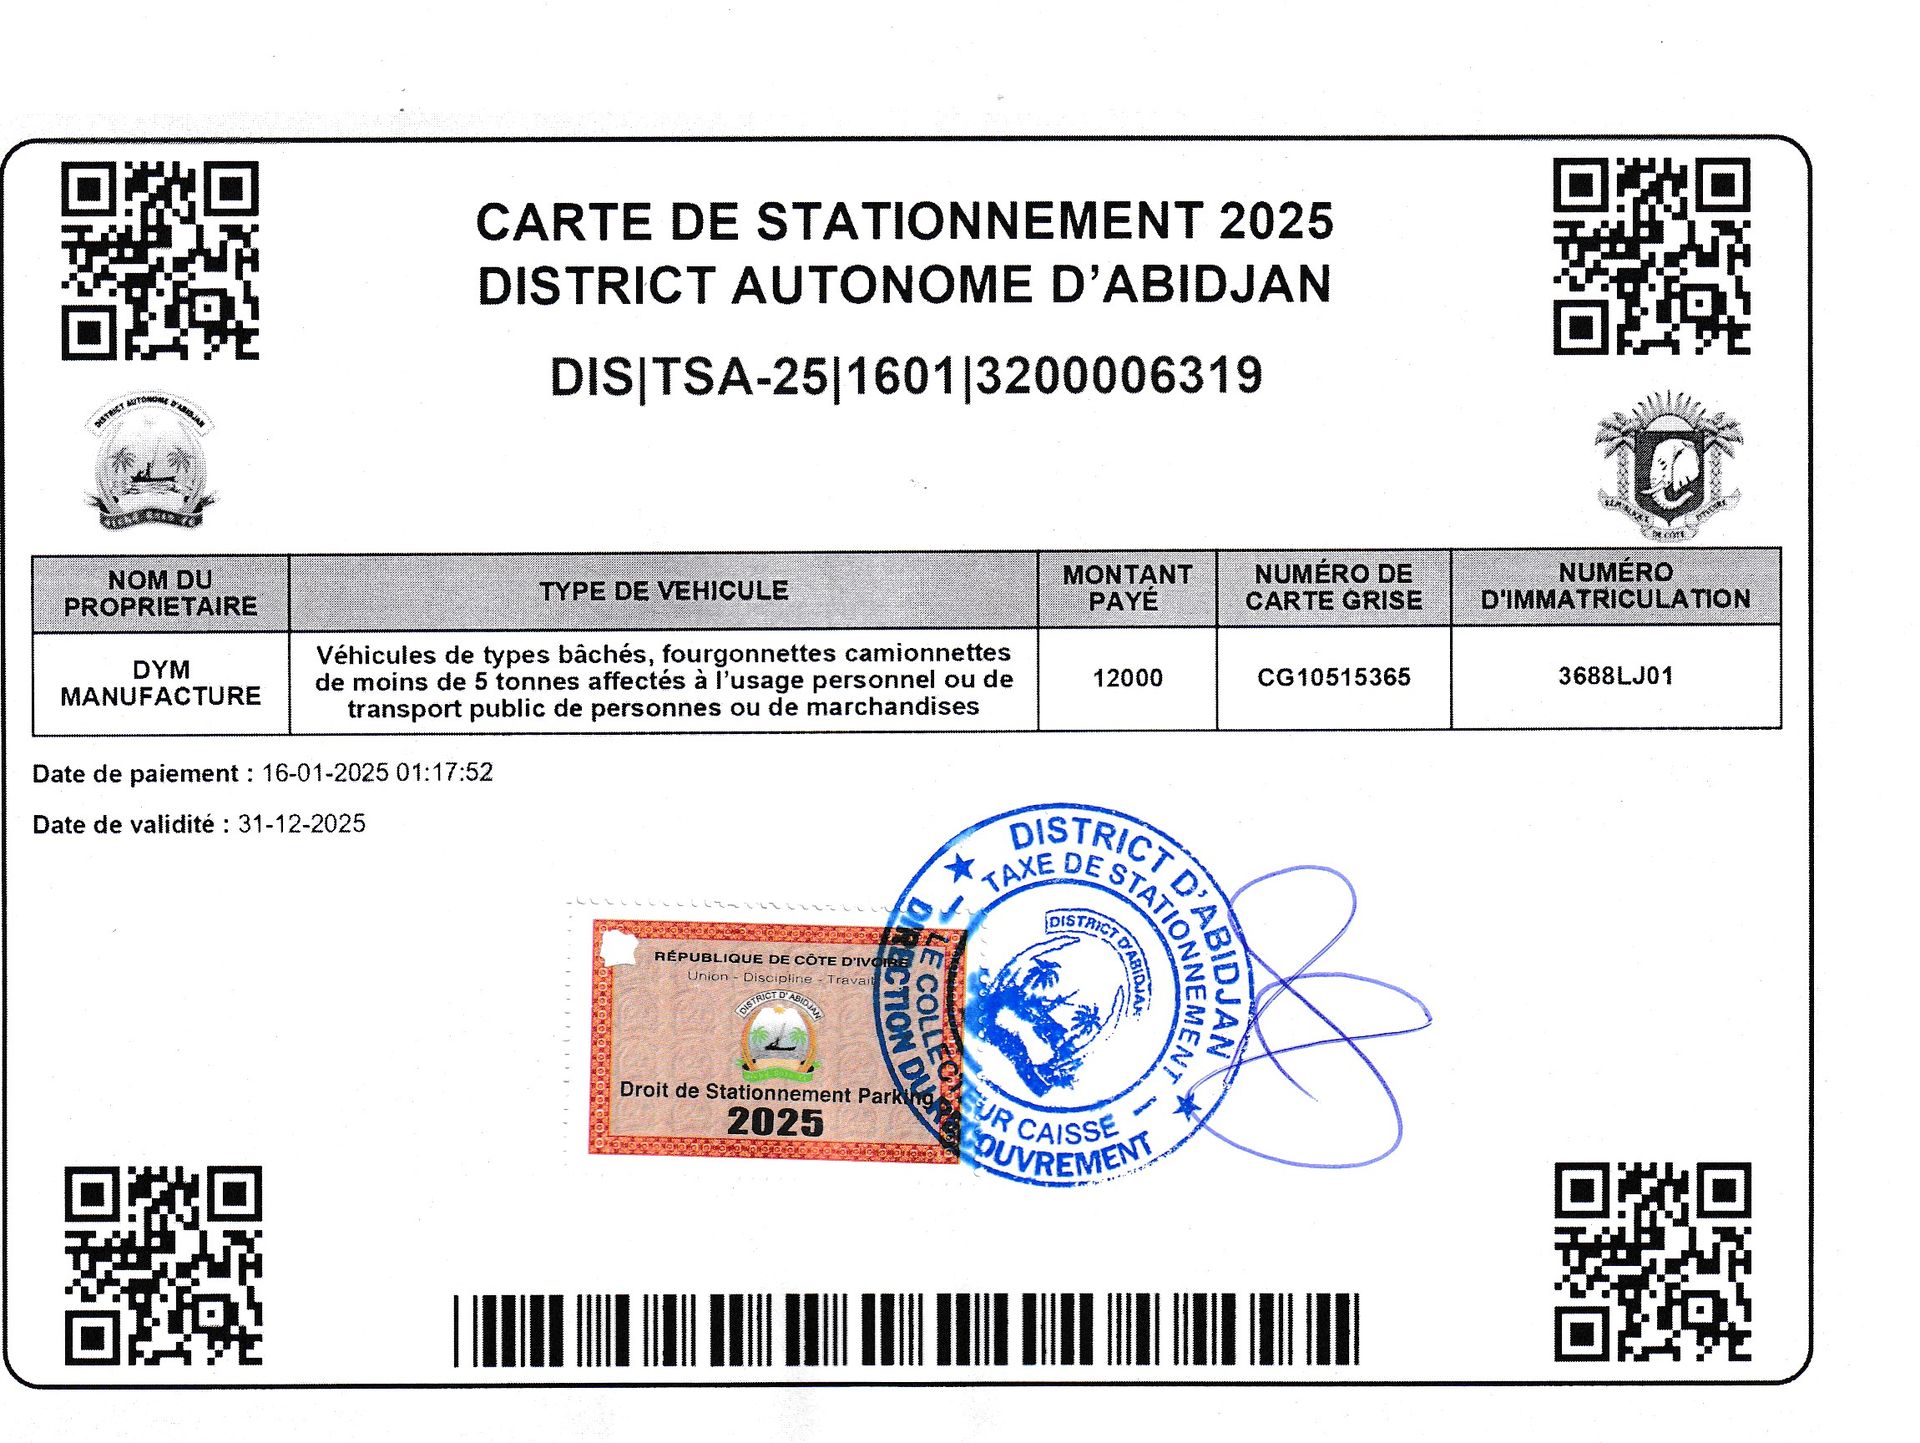 CARTE DE STATIONNEMENT 2025
DISTRICT AUTONOME D'ABIDJAN
DIS|TSA-25|1601|3200006319
DISTRICT AUTONOME D'ABIDJAN
RÉPUBLIQUE DE CÔTE D'IVOIRE
NOM DU PROPRIETAIRE
TYPE DE VEHICULE
MONTANT PAYÉ
NUMÉRO DE CARTE GRISE
NUMÉRO D'IMMATRICULATION
DYM MANUFACTURE
Véhicules de types bâchés, fourgonnettes camionnettes
de moins de 5 tonnes affectés à l'usage personnel ou de
transport public de personnes ou de marchandises
12000
CG10515365
3688LJ01
Date de paiement : 16-01-2025 01:17:52
Date de validité : 31-12-2025
RÉPUBLIQUE DE CÔTE D'IVOIRE
Union - Discipline - Travail
DISTRICT D'ABIDJAN
Droit de Stationnement Parking
2025
DISTRICT D'ABIDJAN
TAXE DE STATIONNEMENT
DISTRICT D'ABIDJAN
LE COLLECTEUR CAISSE
DIRECTION DU RECOUVREMENT